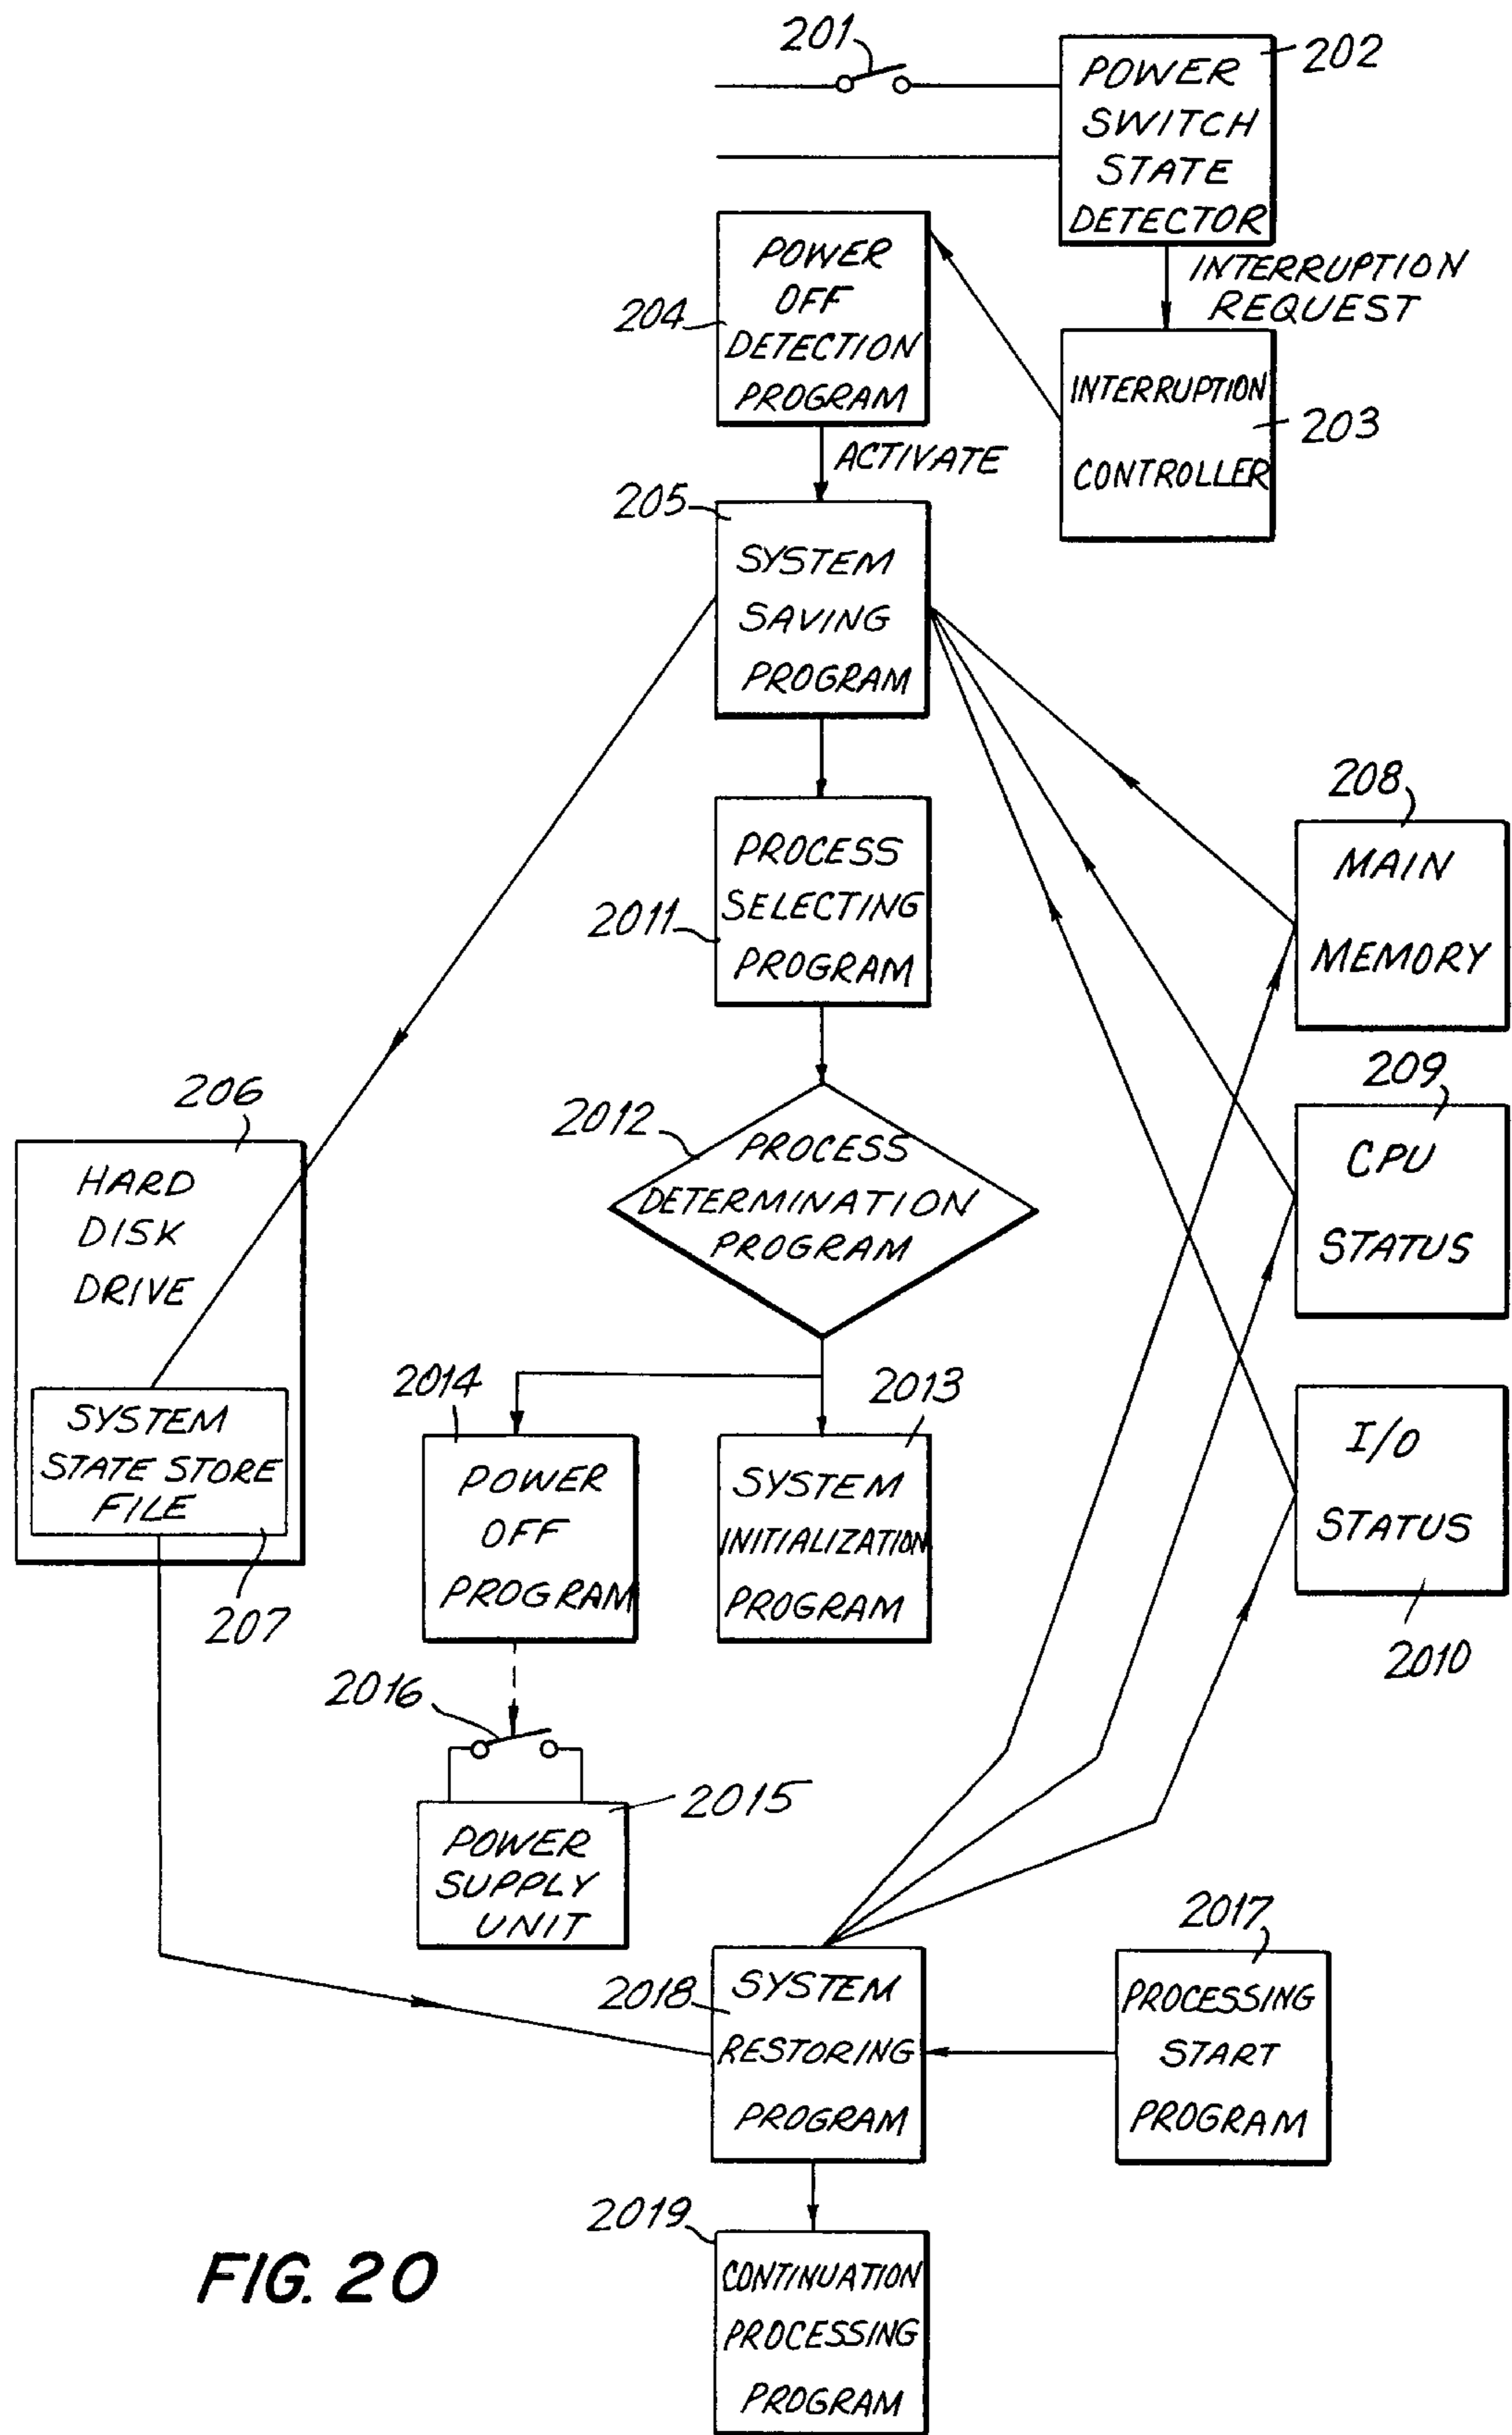 201
202
POWER
SWITCH
STATE
DETECTOR
INTERRUPTION
REQUEST
POWER
OFF
DETECTION
PROGRAM
204
INTERRUPTION
CONTROLLER
203
ACTIVATE
205
SYSTEM
SAVING
PROGRAM
208
MAIN
MEMORY
PROCESS
SELECTING
PROGRAM
2011
209
CPU
STATUS
206
HARD
DISK
DRIVE
2012
PROCESS
DETERMINATION
PROGRAM
SYSTEM
STATE STORE
FILE
207
2014
POWER
OFF
PROGRAM
2013
SYSTEM
INITIALIZATION
PROGRAM
I/O
STATUS
2010
2016
2015
POWER
SUPPLY
UNIT
2017
PROCESSING
START
PROGRAM
2018
SYSTEM
RESTORING
PROGRAM
2019
CONTINUATION
PROCESSING
PROGRAM
FIG. 20